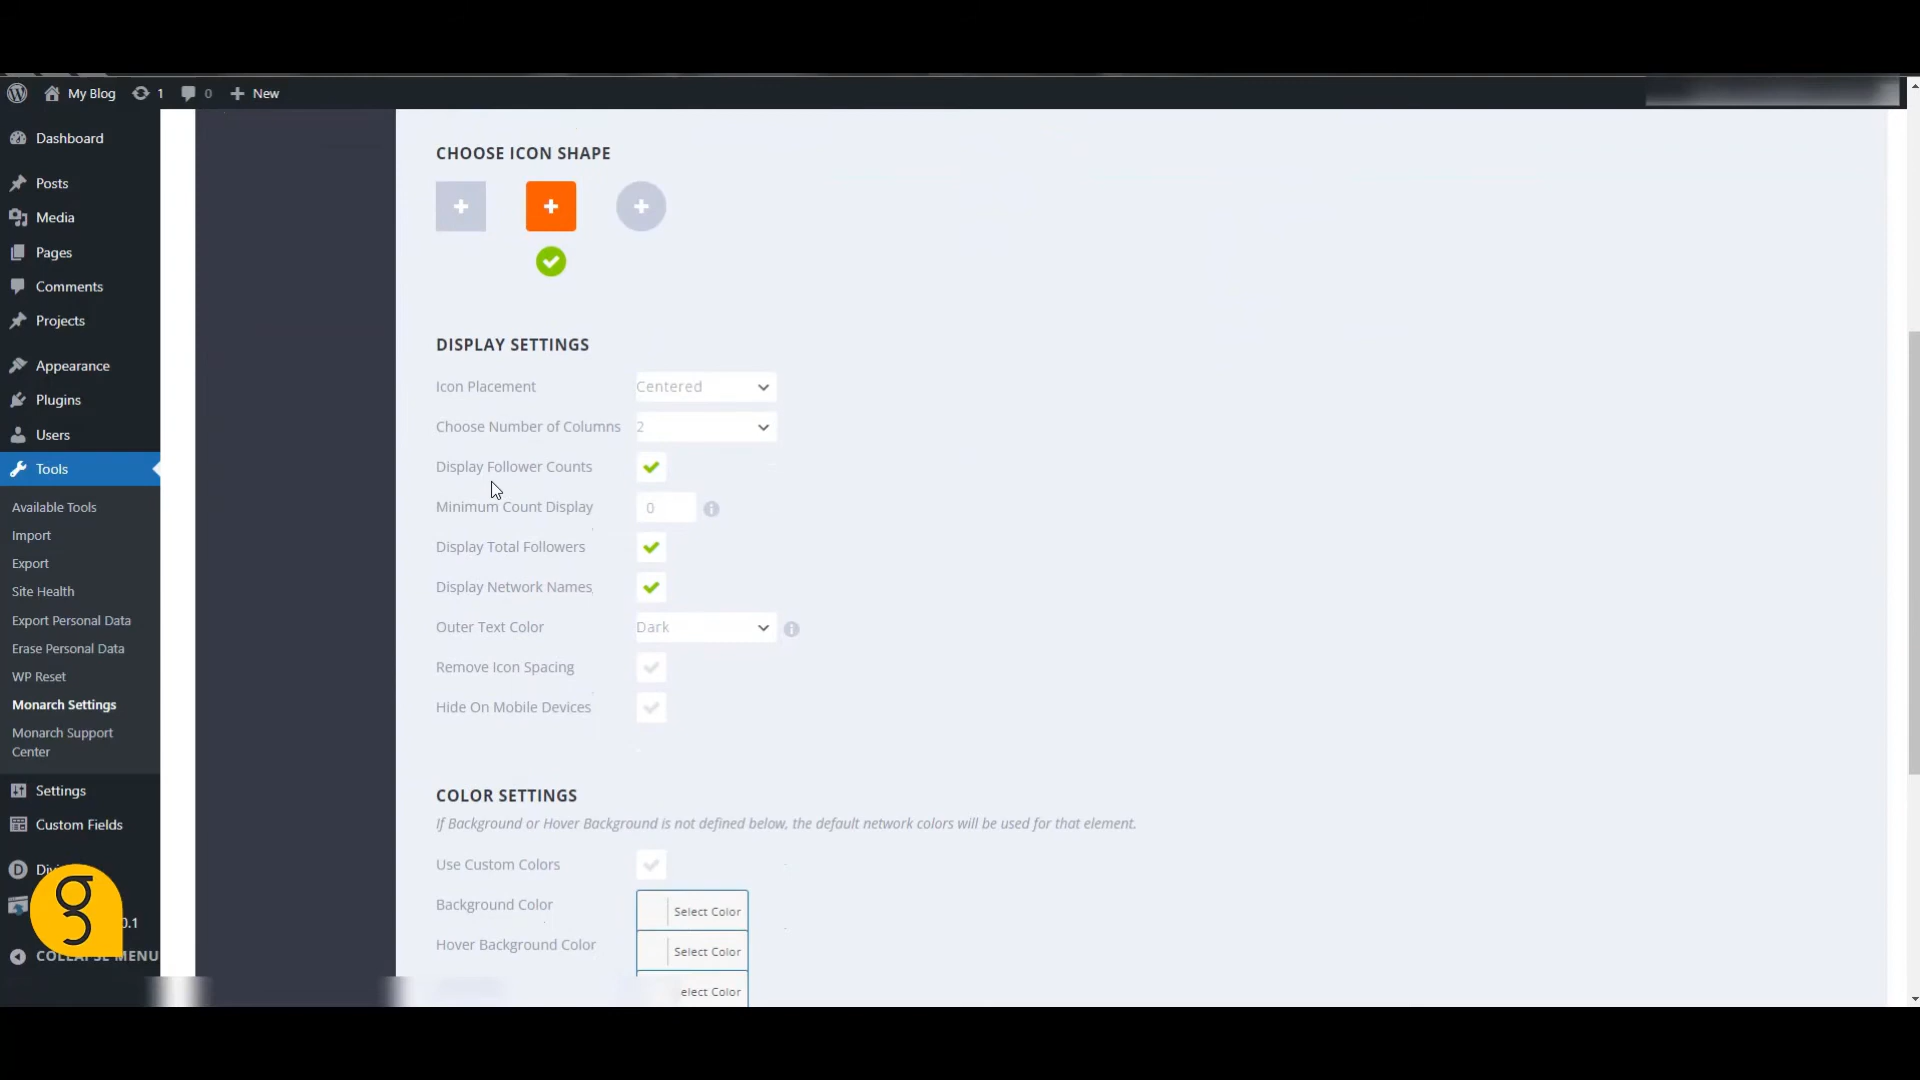 My Blog 1 0 New
Dashboard
Posts
Media
Pages
Comments
Projects
Appearance
Plugins
Users
Tools
Available Tools
Import
Export
Site Health
Export Personal Data
Erase Personal Data
WP Reset
Monarch Settings
Monarch Support
Center
Settings
Custom Fields
0.1
MENU
CHOOSE ICON SHAPE
DISPLAY SETTINGS
Icon Placement Centered
Choose Number of Columns 2
Display Follower Counts
Minimum Count Display 0
Display Total Followers
Display Network Names
Outer Text Color Dark
Remove Icon Spacing
Hide On Mobile Devices
COLOR SETTINGS
If Background or Hover Background is not defined below, the default network colors will be used for that element.
Use Custom Colors
Background Color Select Color
Hover Background Color Select Color
elect Color